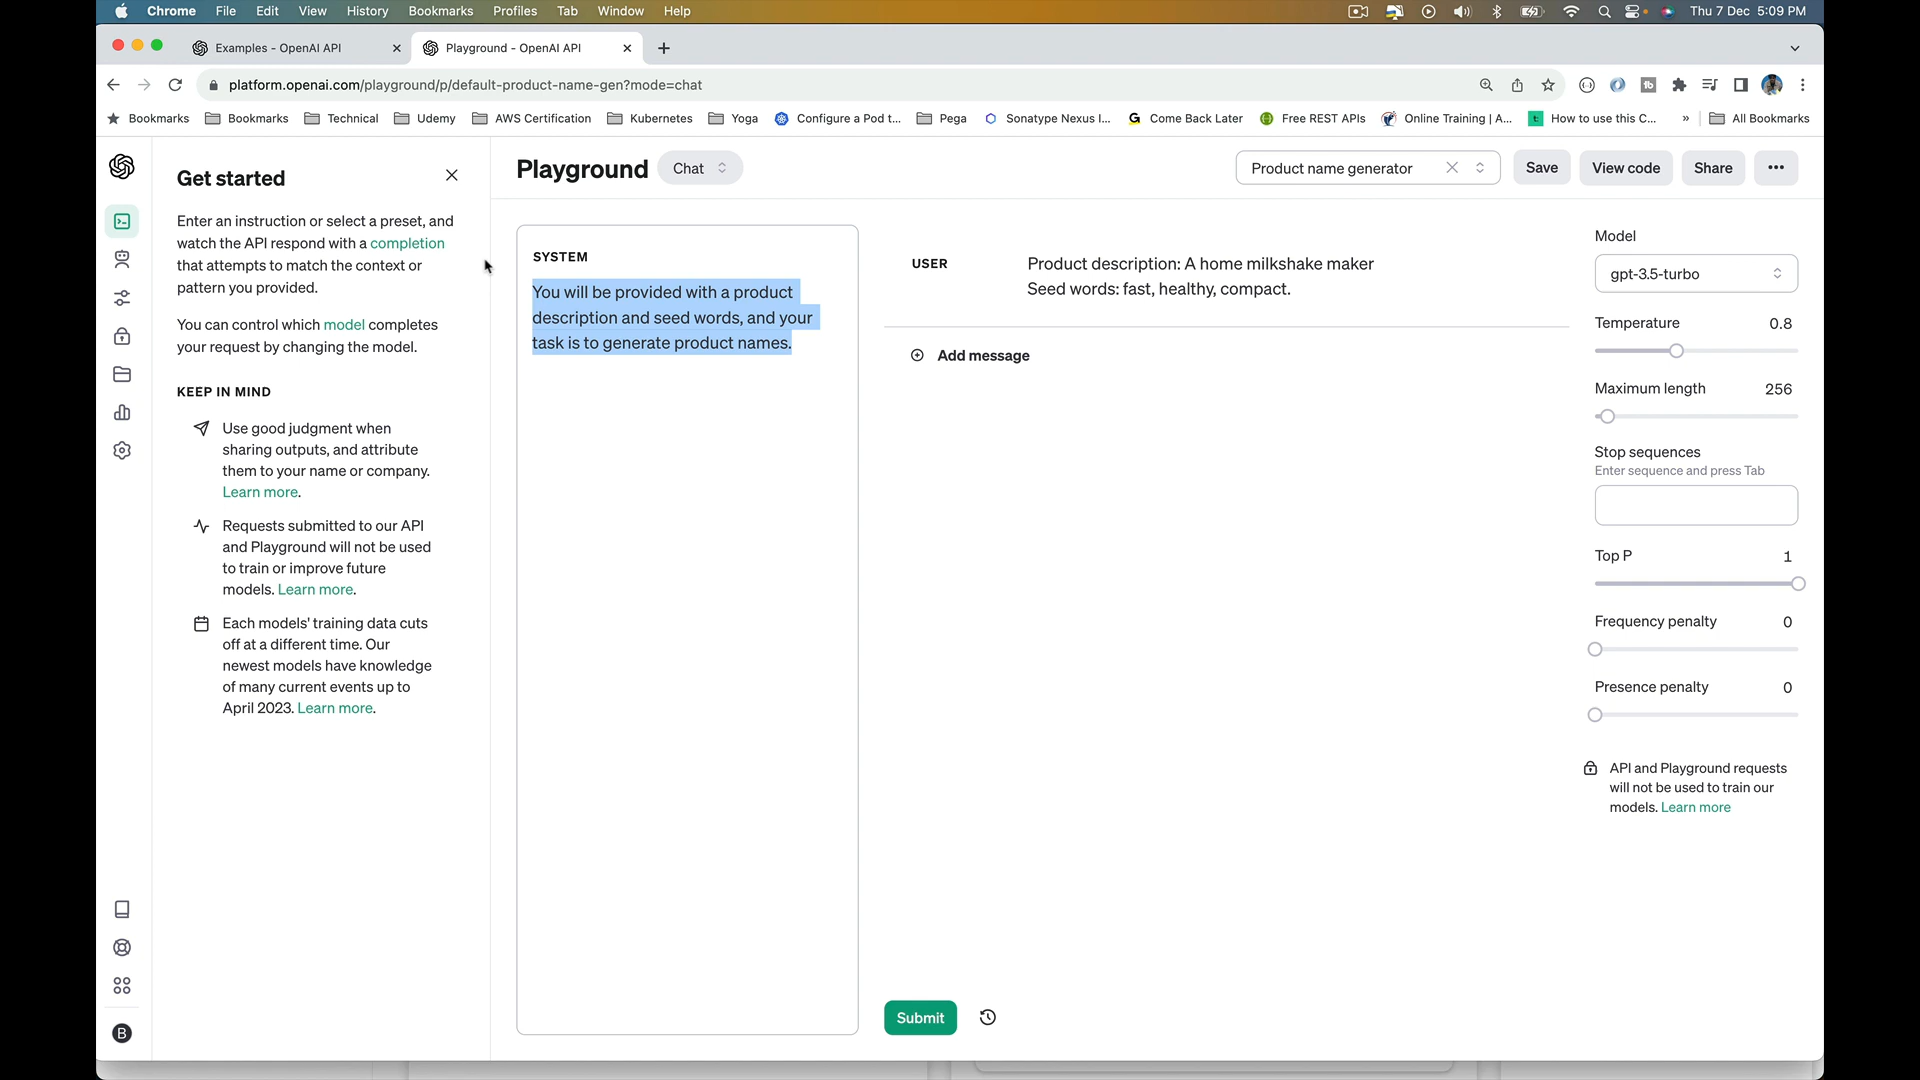 Chrome File Edit View History Bookmarks Profiles Tab Window Help Thu 7 Dec 5:09 PM
Examples - OpenAI API
Playground - OpenAI API
platform.openai.com/playground/p/default-product-name-gen?mode=chat
Bookmarks Bookmarks Technical Udemy AWS Certification Kubernetes Yoga Configure a Pod t... Pega Sonatype Nexus I... G Come Back Later Free REST APIs Online Training | A... t How to use this C... » All Bookmarks
Get started
Enter an instruction or select a preset, and
watch the API respond with a completion
that attempts to match the context or
pattern you provided.
You can control which model completes
your request by changing the model.
KEEP IN MIND
Use good judgment when
sharing outputs, and attribute
them to your name or company.
Learn more.
Requests submitted to our API
and Playground will not be used
to train or improve future
models. Learn more.
Each models' training data cuts
off at a different time. Our
newest models have knowledge
of many current events up to
April 2023. Learn more.
B
Playground Chat
Product name generator
Save View code Share
SYSTEM
You will be provided with a product
description and seed words, and your
task is to generate product names.
USER
Product description: A home milkshake maker
Seed words: fast, healthy, compact.
Add message
Submit
Model
gpt-3.5-turbo
Temperature 0.8
Maximum length 256
Stop sequences
Enter sequence and press Tab
Top P 1
Frequency penalty 0
Presence penalty 0
API and Playground requests
will not be used to train our
models. Learn more